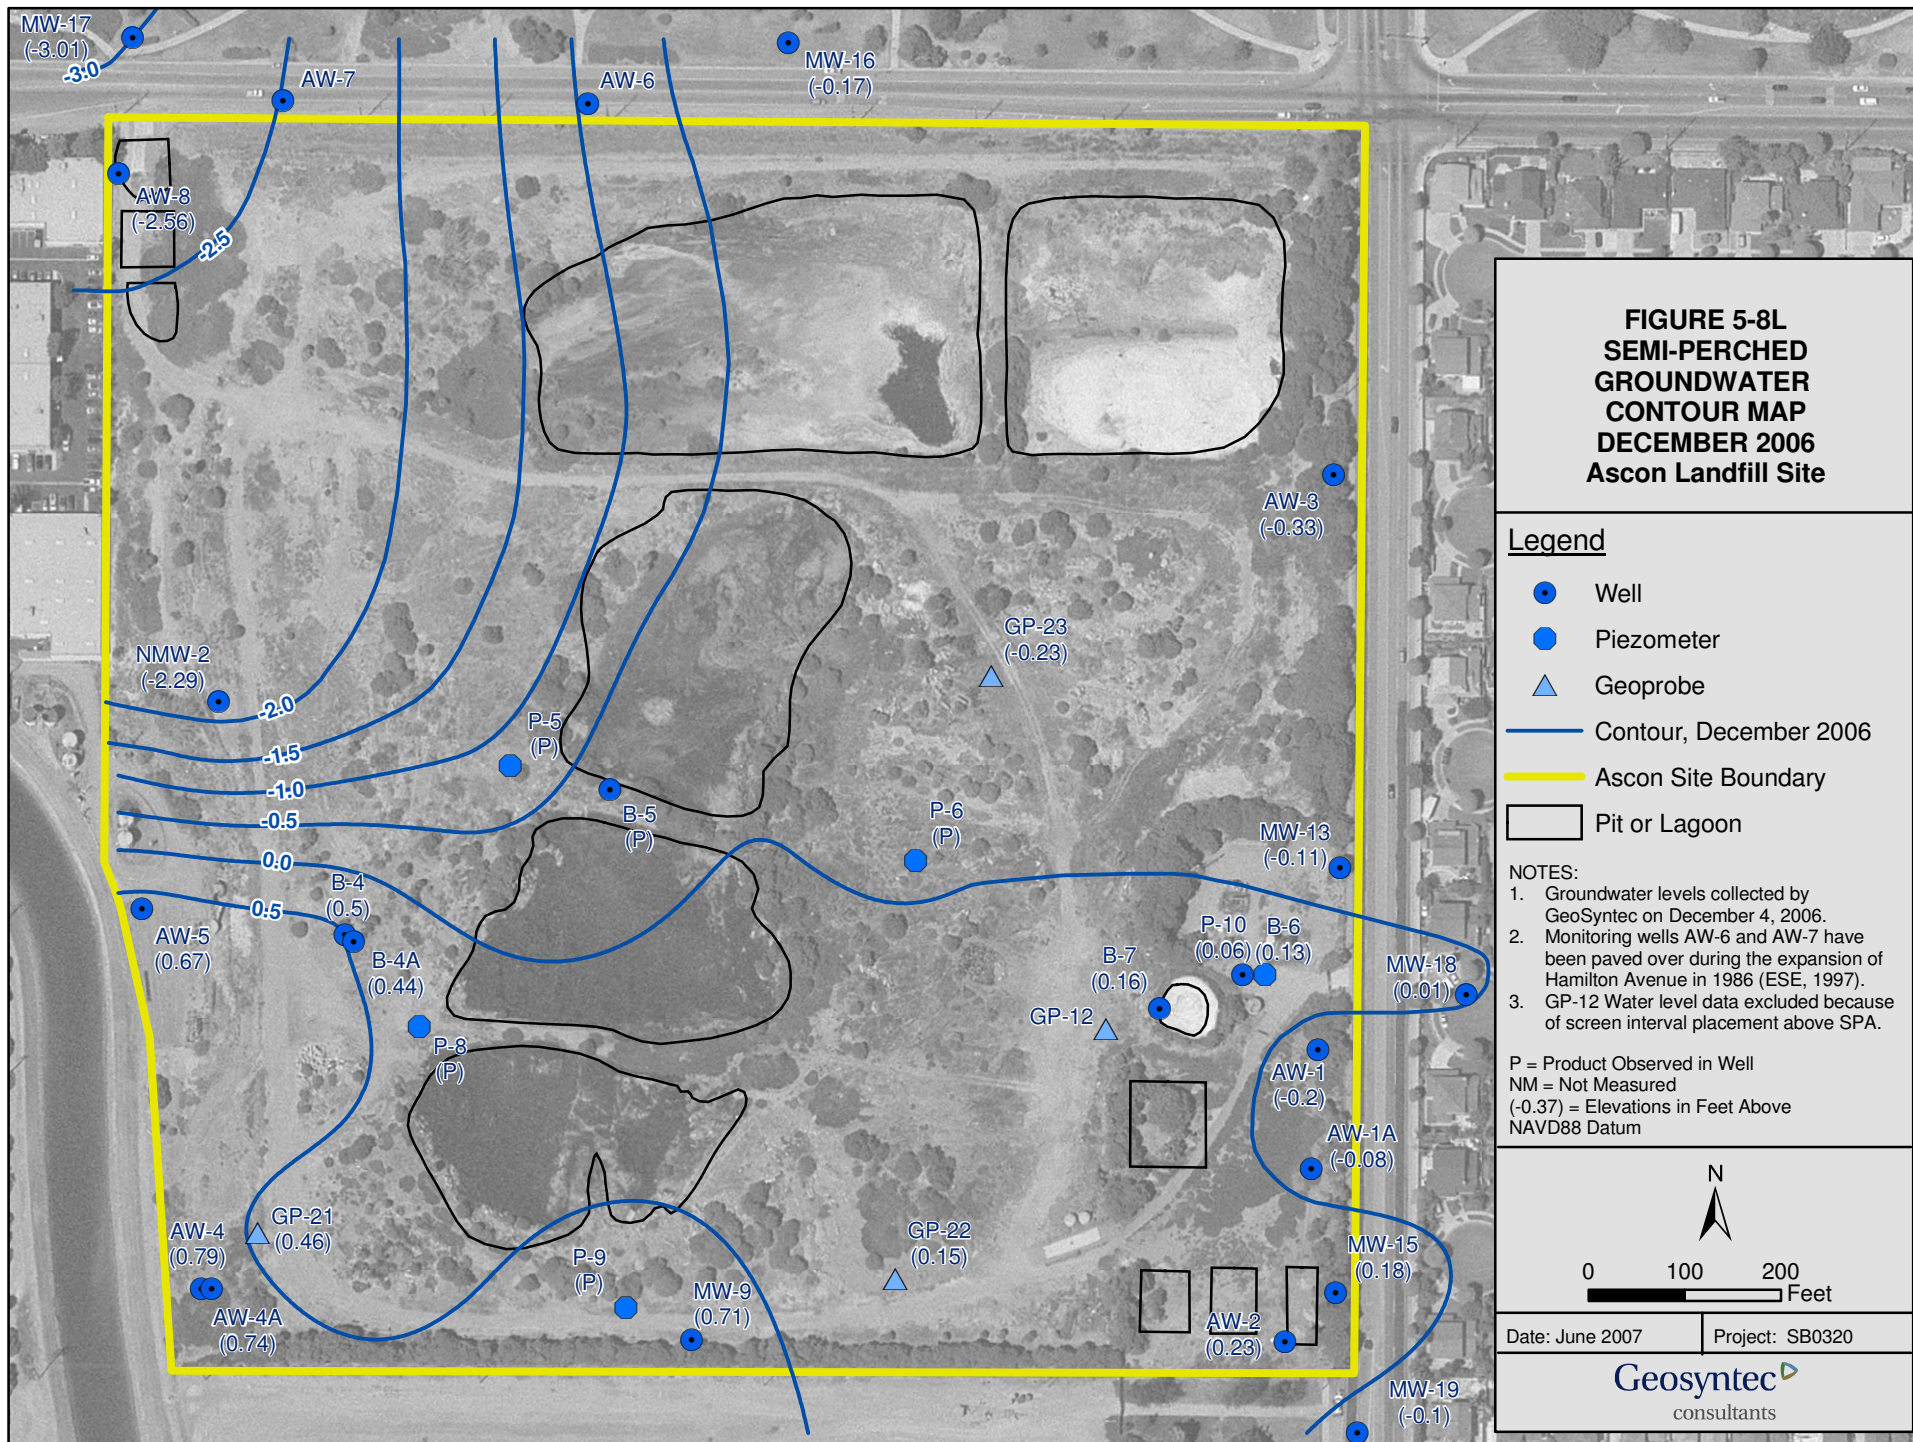 MW-17
(-3.01)
-3.0
AW-7
AW-6
MW-16
(-0.17)
AW-8
(-2.56)
-2.5
AW-3
(-0.33)
GP-23
(-0.23)
NMW-2
(-2.29)
-2.0
-1.5
-1.0
-0.5
0.0
0.5
P-5
(P)
B-5
(P)
P-6
(P)
MW-13
(-0.11)
B-4
(0.5)
AW-5
(0.67)
B-4A
(0.44)
P-8
(P)
P-10
(0.06)
B-6
(0.13)
B-7
(0.16)
MW-18
(0.01)
GP-12
AW-1
(-0.2)
AW-1A
(-0.08)
GP-21
(0.46)
AW-4
(0.79)
AW-4A
(0.74)
P-9
(P)
MW-9
(0.71)
GP-22
(0.15)
MW-15
(0.18)
AW-2
(0.23)
MW-19
(-0.1)
FIGURE 5-8L
SEMI-PERCHED
GROUNDWATER
CONTOUR MAP
DECEMBER 2006
Ascon Landfill Site
Legend
Well
Piezometer
Geoprobe
Contour, December 2006
Ascon Site Boundary
Pit or Lagoon
NOTES:
1. Groundwater levels collected by
GeoSyntec on December 4, 2006.
2. Monitoring wells AW-6 and AW-7 have
been paved over during the expansion of
Hamilton Avenue in 1986 (ESE, 1997).
3. GP-12 Water level data excluded because
of screen interval placement above SPA.
P = Product Observed in Well
NM = Not Measured
(-0.37) = Elevations in Feet Above
NAVD88 Datum
N
0 100 200
Feet
Date: June 2007 Project: SB0320
Geosyntec
consultants